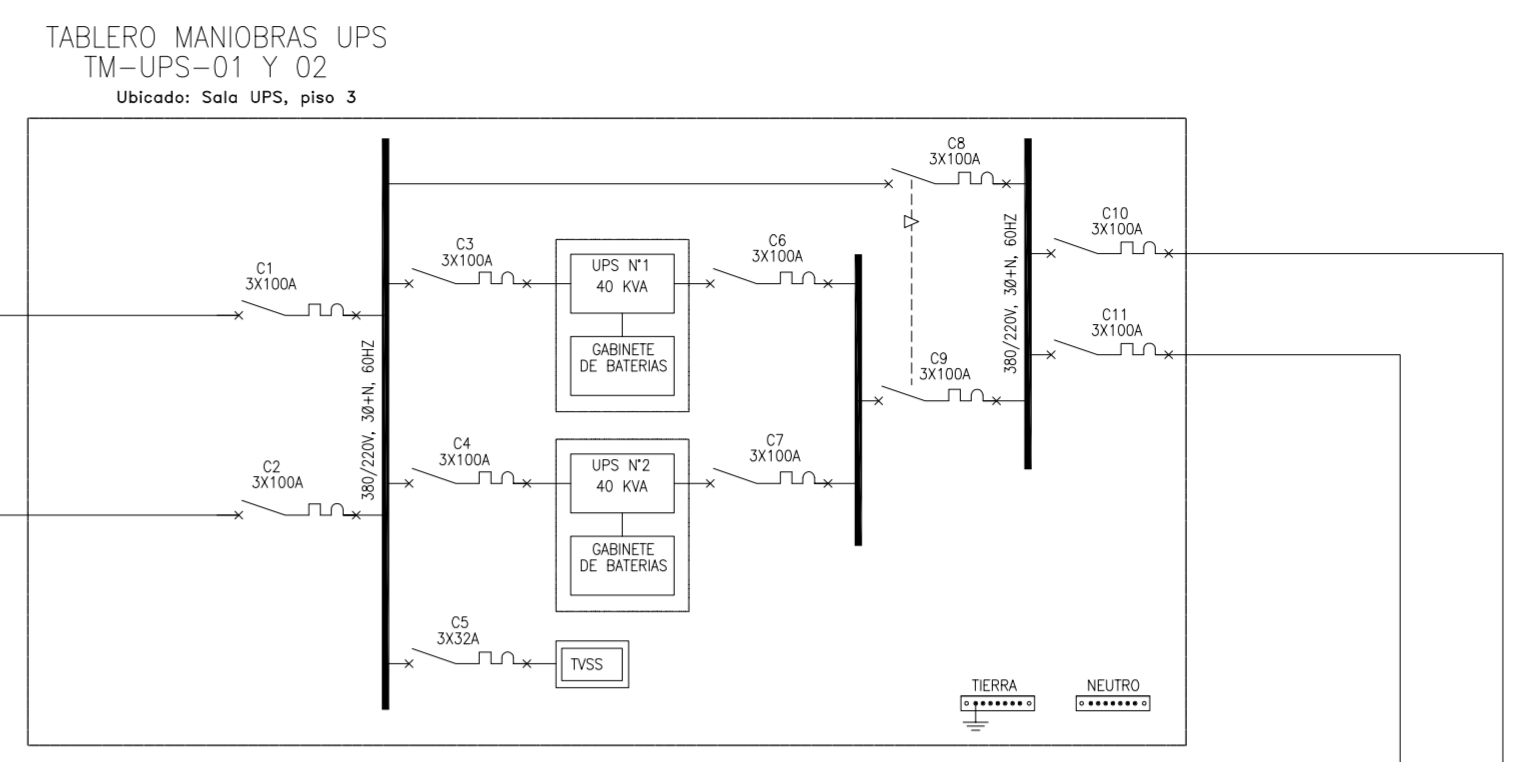 TABLERO MANIOBRAS UPS
TM-UPS-01 Y 02
Ubicado: Sala UPS, piso 3
C8
3X100A
C10
3X100A
C3
3X100A
C6
3X100A
C1
3X100A
UPS N°1
40 KVA
380/220V, 3Ø+N, 60HZ
C11
3X100A
GABINETE
DE BATERIAS
C9
3X100A
380/220V, 3Ø+N, 60HZ
C4
3X100A
C7
3X100A
C2
3X100A
UPS N°2
40 KVA
GABINETE
DE BATERIAS
C5
3X32A
TVSS
TIERRA
NEUTRO